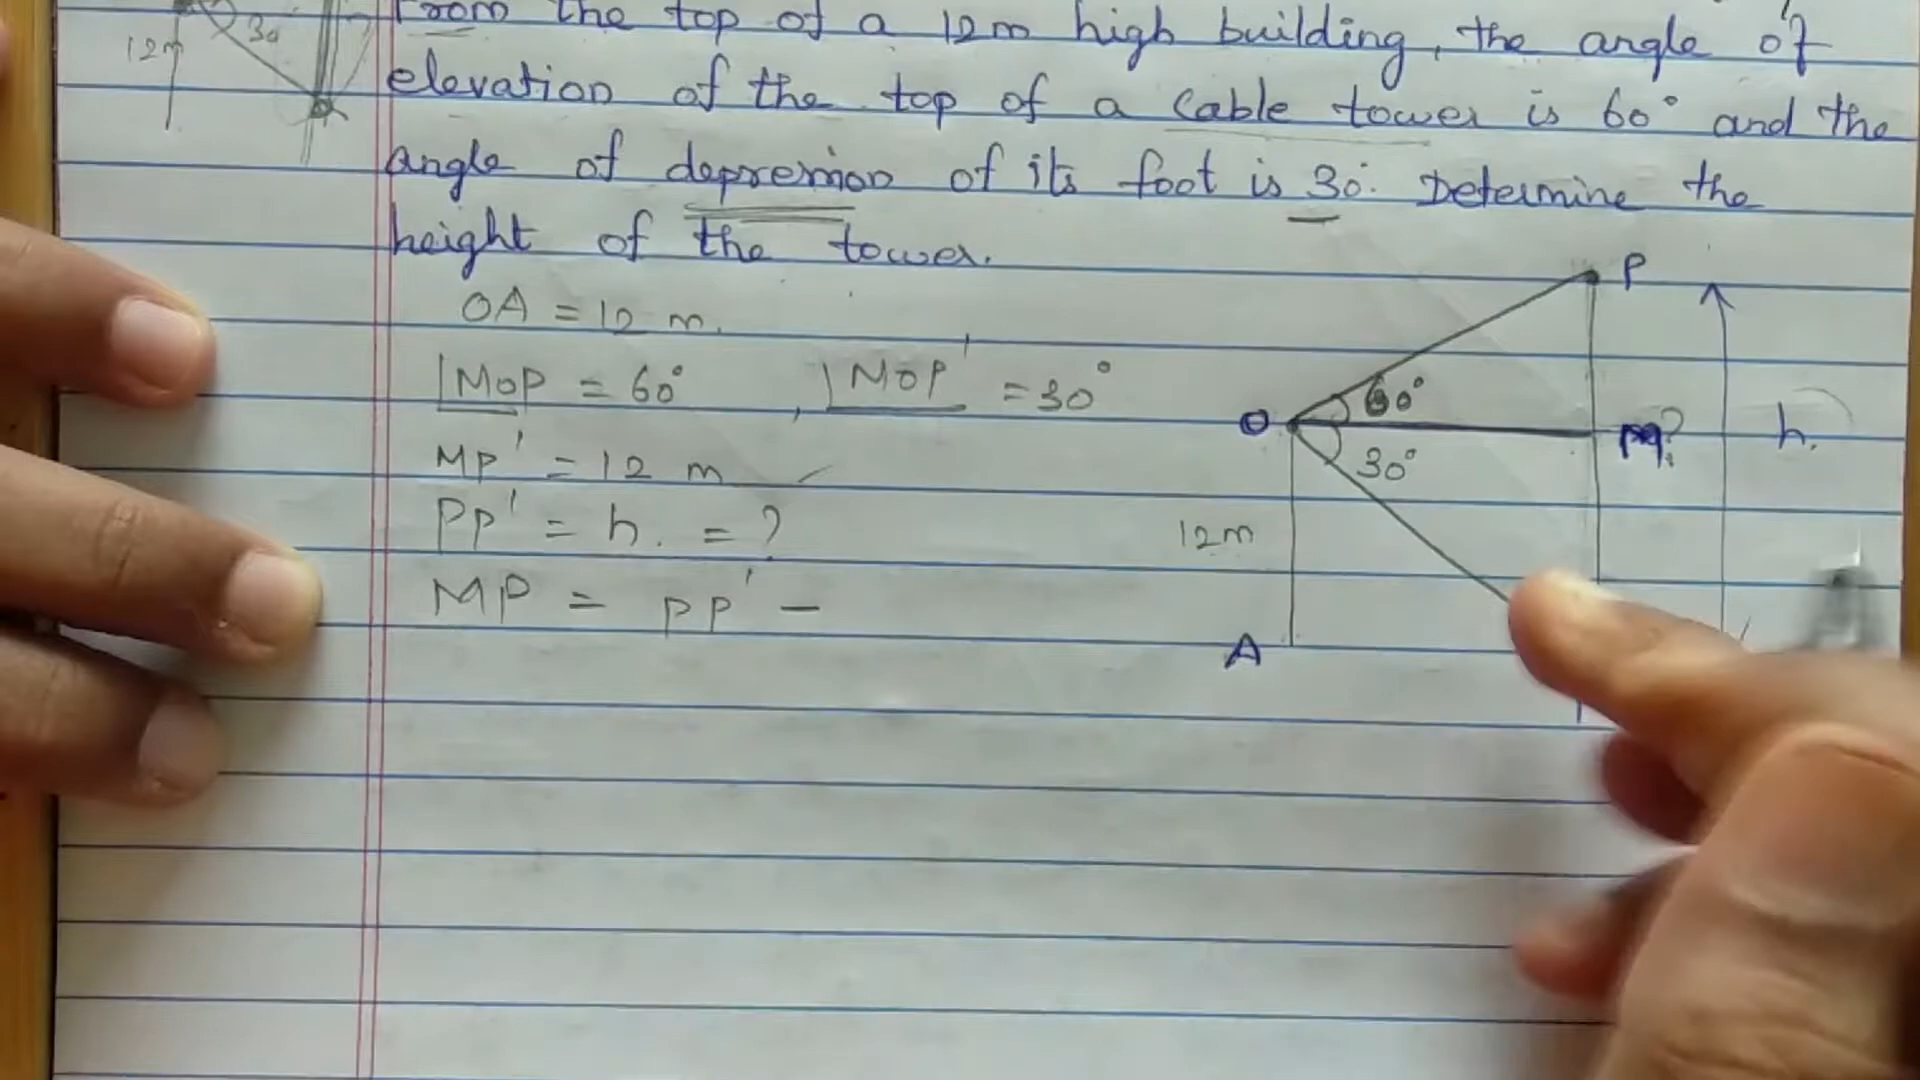 12m 30
From the top of a 12m high building, the angle of
elevation of the top of a Cable tower is 60° and the
angle of depression of its foot is 30°. Determine the
height of the tower.
OA = 12 m.
∠MOP = 60°, ∠MOP' = 30°
MP' = 12 m
PP' = h. = ?
MP = PP' –
P
60°
O
h.
30°
12m
A